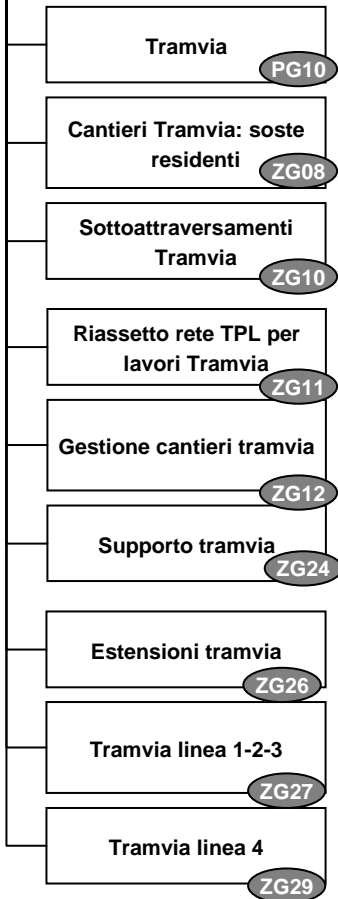 Tramvia
PG10
Cantieri Tramvia: soste
residenti
ZG08
Sottoattraversamenti
Tramvia
ZG10
Riassetto rete TPL per
lavori Tramvia
ZG11
Gestione cantieri tramvia
ZG12
Supporto tramvia
ZG24
Estensioni tramvia
ZG26
Tramvia linea 1-2-3
ZG27
Tramvia linea 4
ZG29